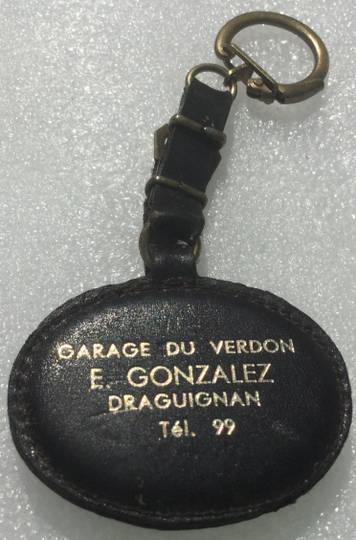 GARAGE DU VERDON
E. GONZALEZ
DRAGUIGNAN
Tél. 99